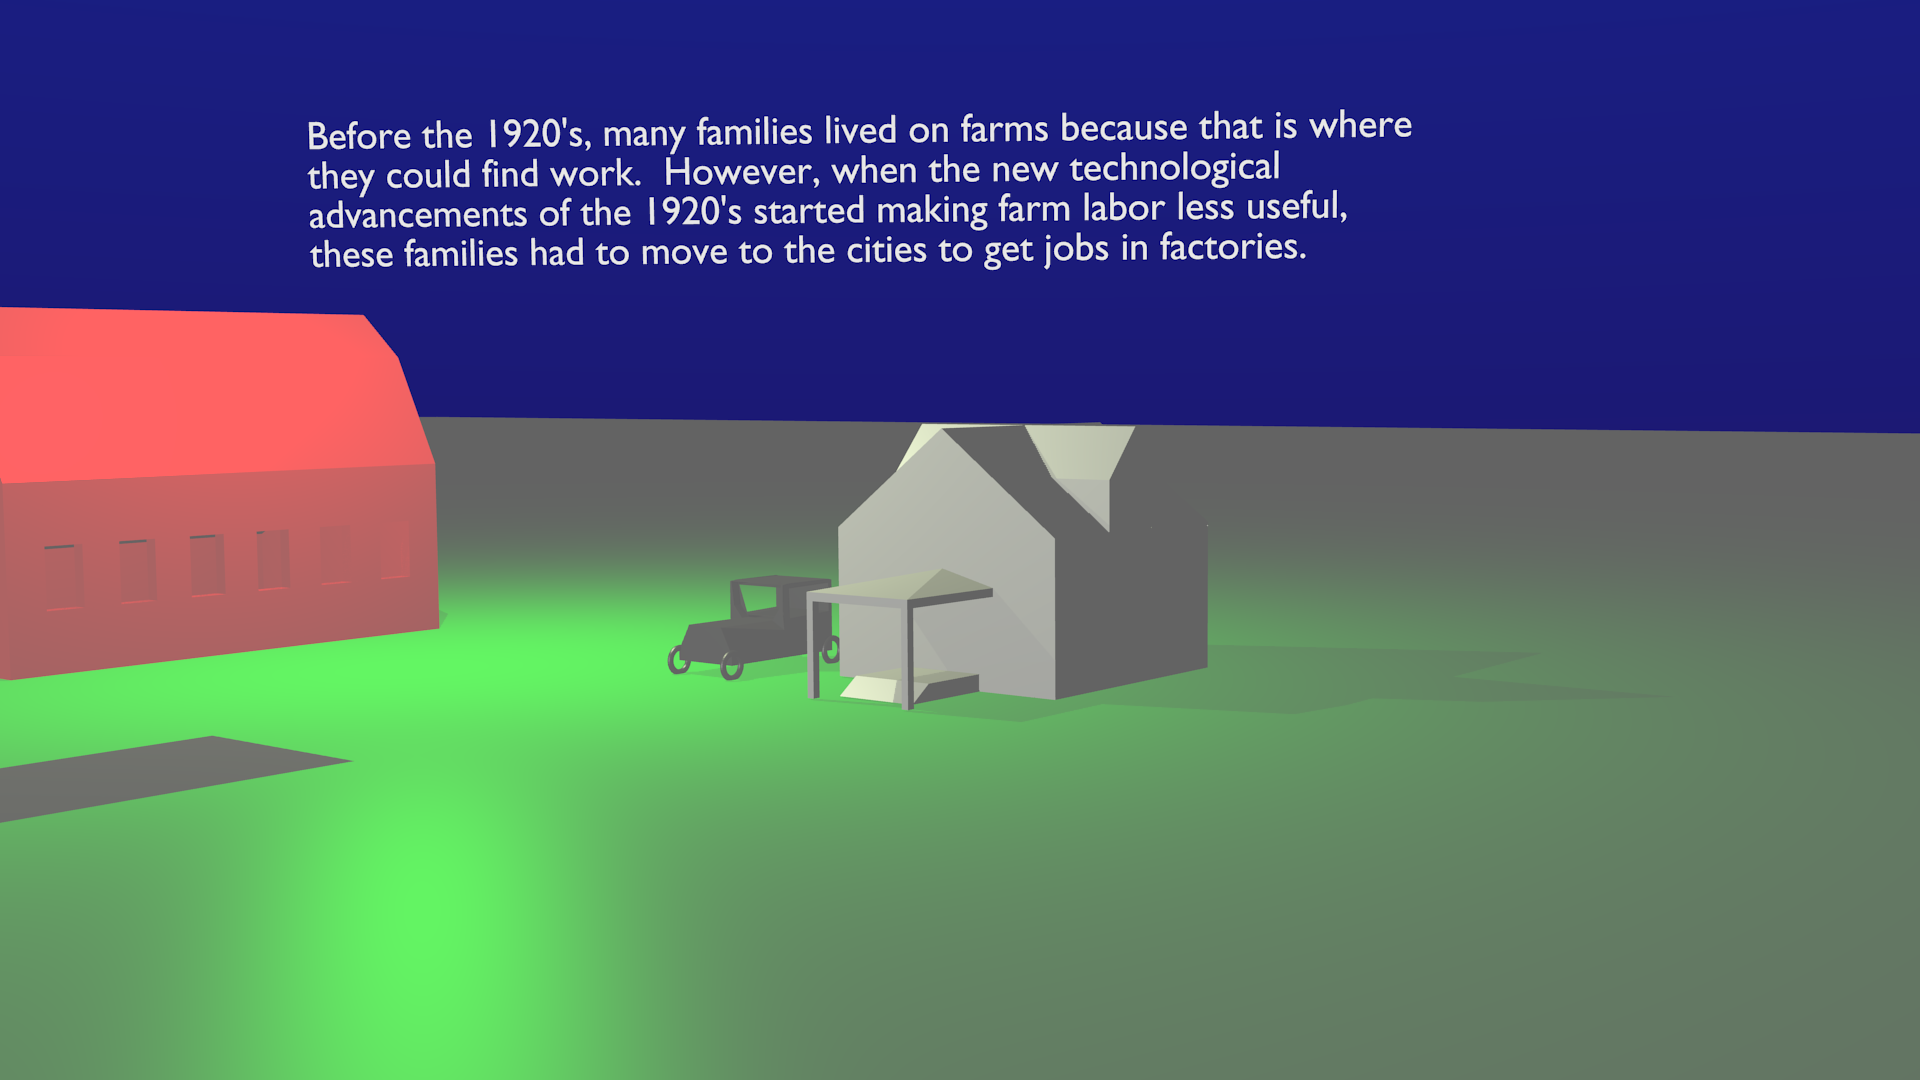 Before the 1920's, many families lived on farms because that is where
they could find work.  However, when the new technological
advancements of the 1920's started making farm labor less useful,
these families had to move to the cities to get jobs in factories.